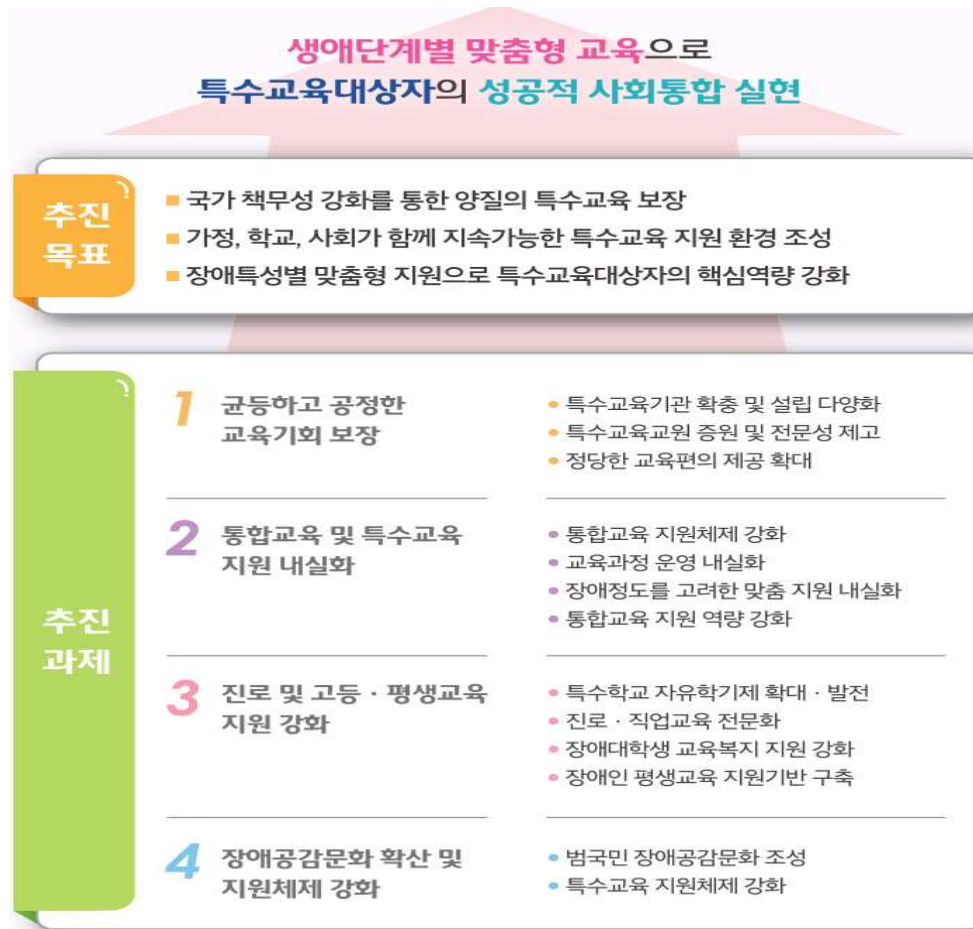 생애단계별 맞춤형 교육으로
특수교육대상자의 성공적 사회통합 실현
추진
목표
■ 국가 책무성 강화를 통한 양질의 특수교육 보장
■ 가정, 학교, 사회가 함께 지속가능한 특수교육 지원 환경 조성
■ 장애특성별 맞춤형 지원으로 특수교육대상자의 핵심역량 강화
추진
과제
1 균등하고 공정한
교육기회 보장
• 특수교육기관 확충 및 설립 다양화
• 특수교육교원 증원 및 전문성 제고
• 정당한 교육편의 제공 확대
2 통합교육 및 특수교육
지원 내실화
• 통합교육 지원체제 강화
• 교육과정 운영 내실화
• 장애정도를 고려한 맞춤 지원 내실화
• 통합교육 지원 역량 강화
3 진로 및 고등 · 평생교육
지원 강화
• 특수학교 자유학기제 확대 · 발전
• 진로 · 직업교육 전문화
• 장애대학생 교육복지 지원 강화
• 장애인 평생교육 지원기반 구축
4 장애공감문화 확산 및
지원체제 강화
• 범국민 장애공감문화 조성
• 특수교육 지원체제 강화